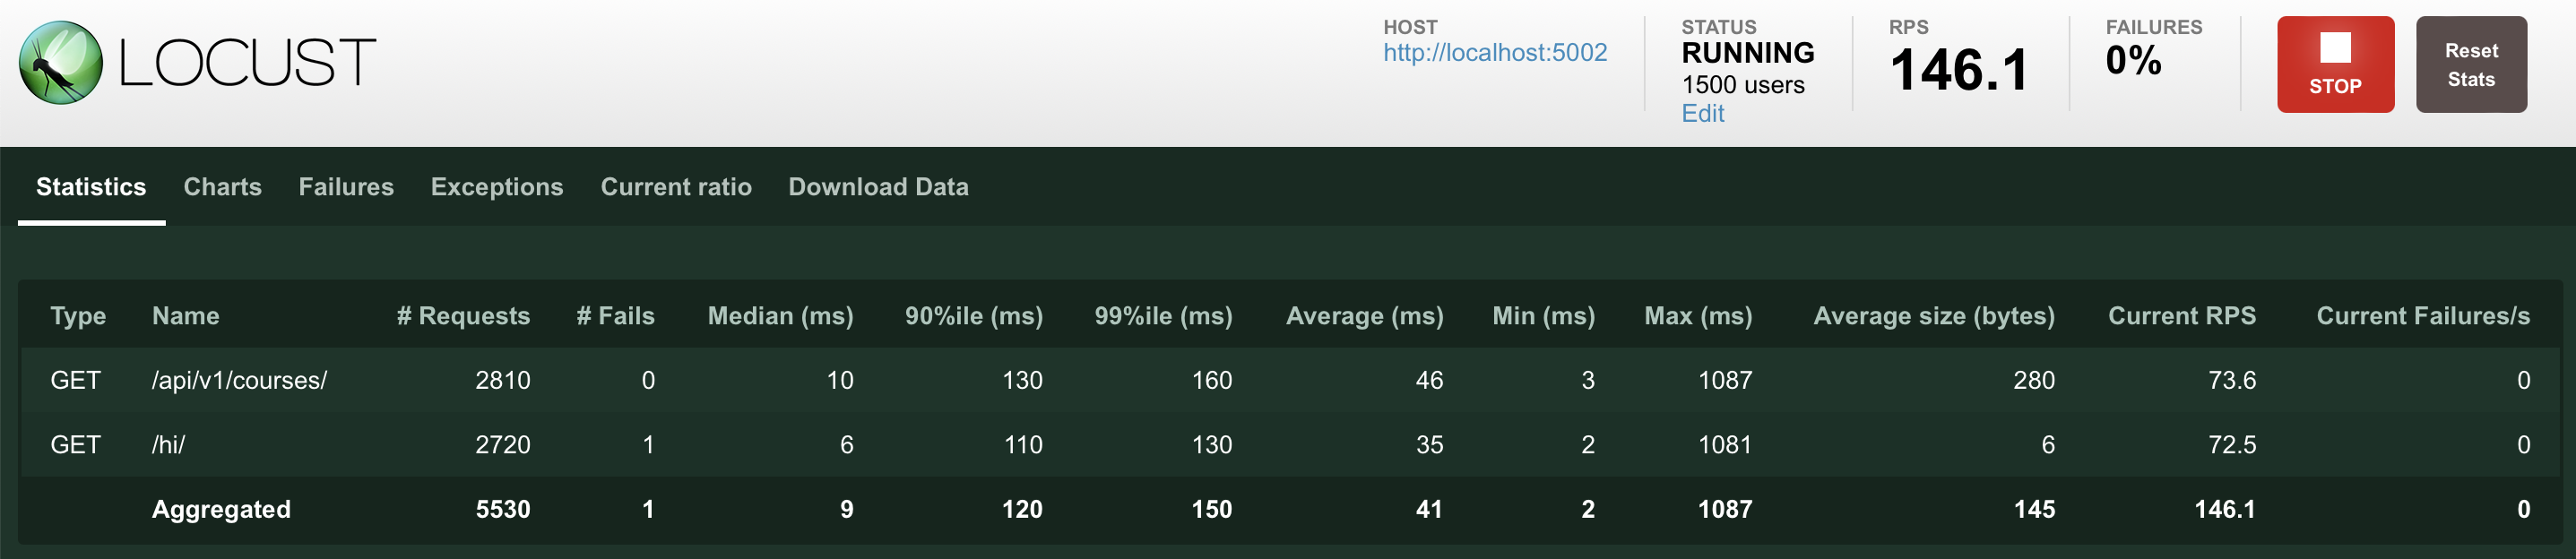 LOCUST
HOST
http://localhost:5002
STATUS
RUNNING
1500 users
Edit
RPS
146.1
FAILURES
0%
STOP
Reset
Stats
Statistics Charts Failures Exceptions Current ratio Download Data
Type Name # Requests # Fails Median (ms) 90%ile (ms) 99%ile (ms) Average (ms) Min (ms) Max (ms) Average size (bytes) Current RPS Current Failures/s
GET /api/v1/courses/ 2810 0 10 130 160 46 3 1087 280 73.6 0
GET /hi/ 2720 1 6 110 130 35 2 1081 6 72.5 0
Aggregated 5530 1 9 120 150 41 2 1087 145 146.1 0